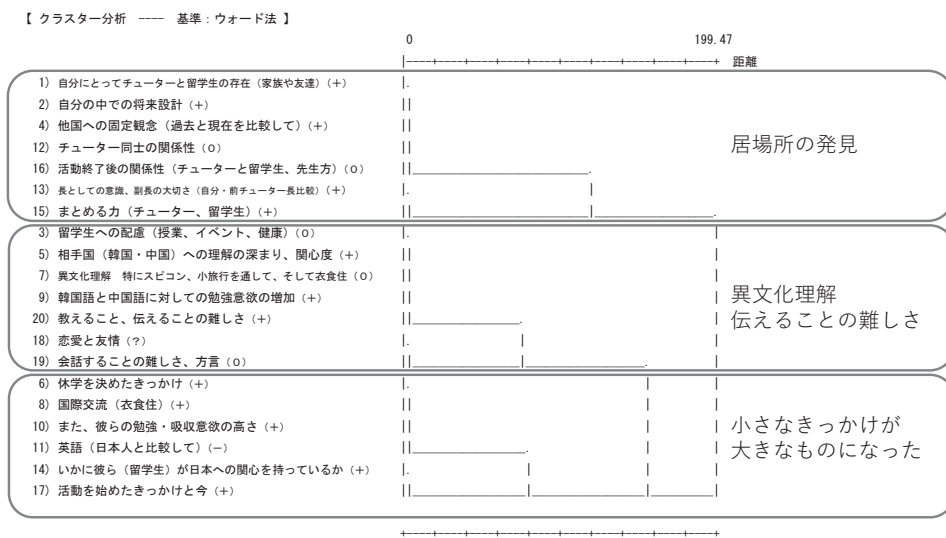 【 クラスター分析 ---- 基準：ウォード法 】
0 199.47
|----+----+----+----+----+----+----+----+----+----+ 距離
1) 自分にとってチューターと留学生の存在（家族や友達）（+） |.
2) 自分の中での将来設計（+） ||
4) 他国への固定観念（過去と現在を比較して）（+） ||
12) チューター同士の関係性（0） ||
居場所の発見
16) 活動終了後の関係性（チューターと留学生、先生方）（0） ||
13) 長としての意識、副長の大切さ（自分・前チューター長比較）（+） |.
15) まとめる力（チューター、留学生）（+） ||
3) 留学生への配慮（授業、イベント、健康）（0） |.
5) 相手国（韓国・中国）への理解の深まり、関心度（+） ||
7) 異文化理解 特にスピコン、小旅行を通して、そして衣食住（0） ||
9) 韓国語と中国語に対しての勉強意欲の増加（+） ||
異文化理解
20) 教えること、伝えることの難しさ（+） ||
伝えることの難しさ
18) 恋愛と友情（?） |.
19) 会話することの難しさ、方言（0） ||
6) 休学を決めたきっかけ（+） |.
8) 国際交流（衣食住）（+） ||
10) また、彼らの勉強・吸収意欲の高さ（+） ||
小さなきっかけが
11) 英語（日本人と比較して）（-） ||
大きなものになった
14) いかに彼ら（留学生）が日本への関心を持っているか（+） |.
17) 活動を始めたきっかけと今（+） ||
+----+----+----+----+----+----+----+----+----+----+